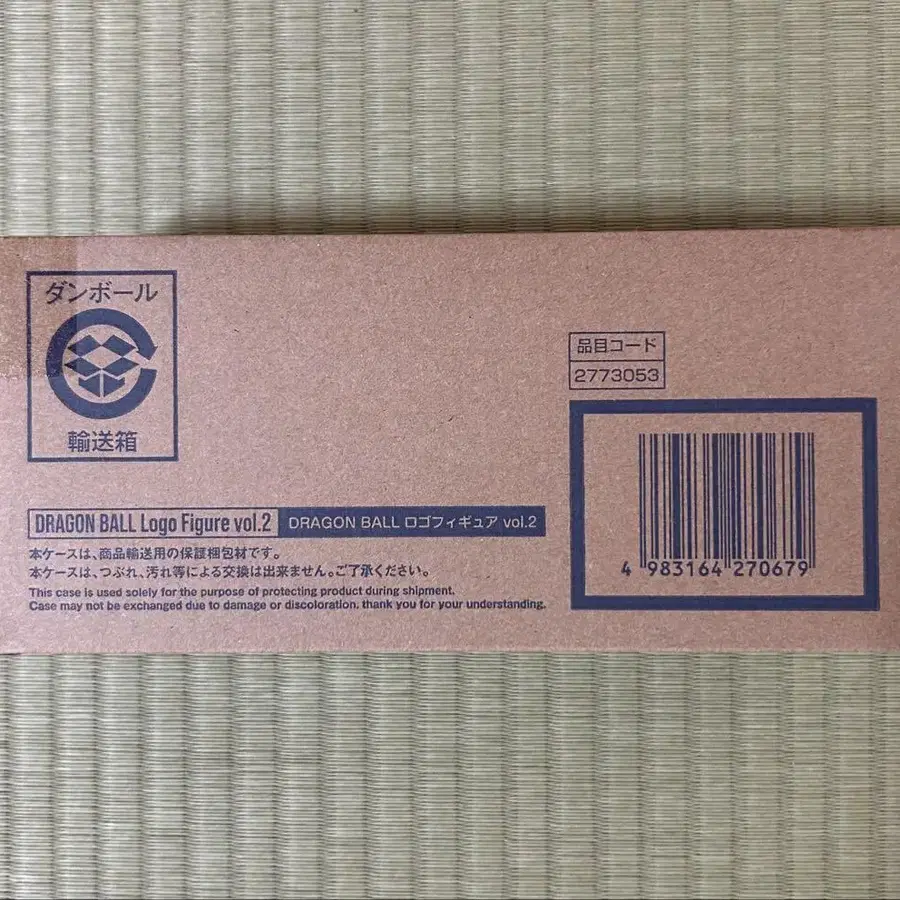 ダンボール
輸送箱
品目コード
2773053
DRAGON BALL Logo Figure vol.2
DRAGON BALL ロゴフィギュア vol.2
本ケースは、商品輸送用の保護梱包材です。
本ケースは、つぶれ、汚れ等による交換は出来ません。ご了承ください。
This case is used solely for the purpose of protecting product during shipment.
Case may not be exchanged due to damage or discoloration. thank you for your understanding.
4 983164 270679